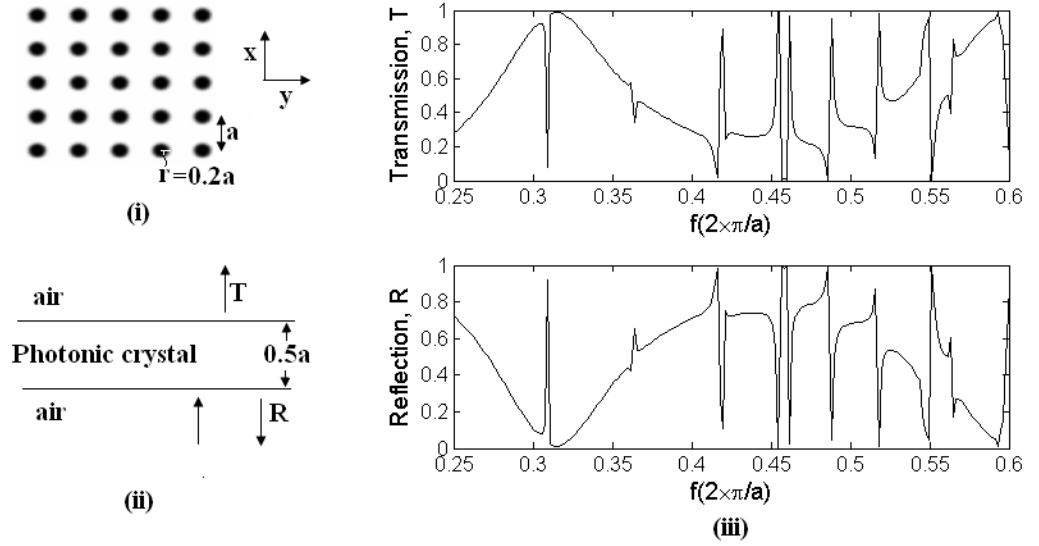 x
y
a
r=0.2a
(i)
air
T
Photonic crystal
0.5a
air
R
(ii)
Transmission, T
1
0.8
0.6
0.4
0.2
0
0.25 0.3 0.35 0.4 0.45 0.5 0.55 0.6
f(2×π/a)
Reflection, R
1
0.8
0.6
0.4
0.2
0
0.25 0.3 0.35 0.4 0.45 0.5 0.55 0.6
f(2×π/a)
(iii)